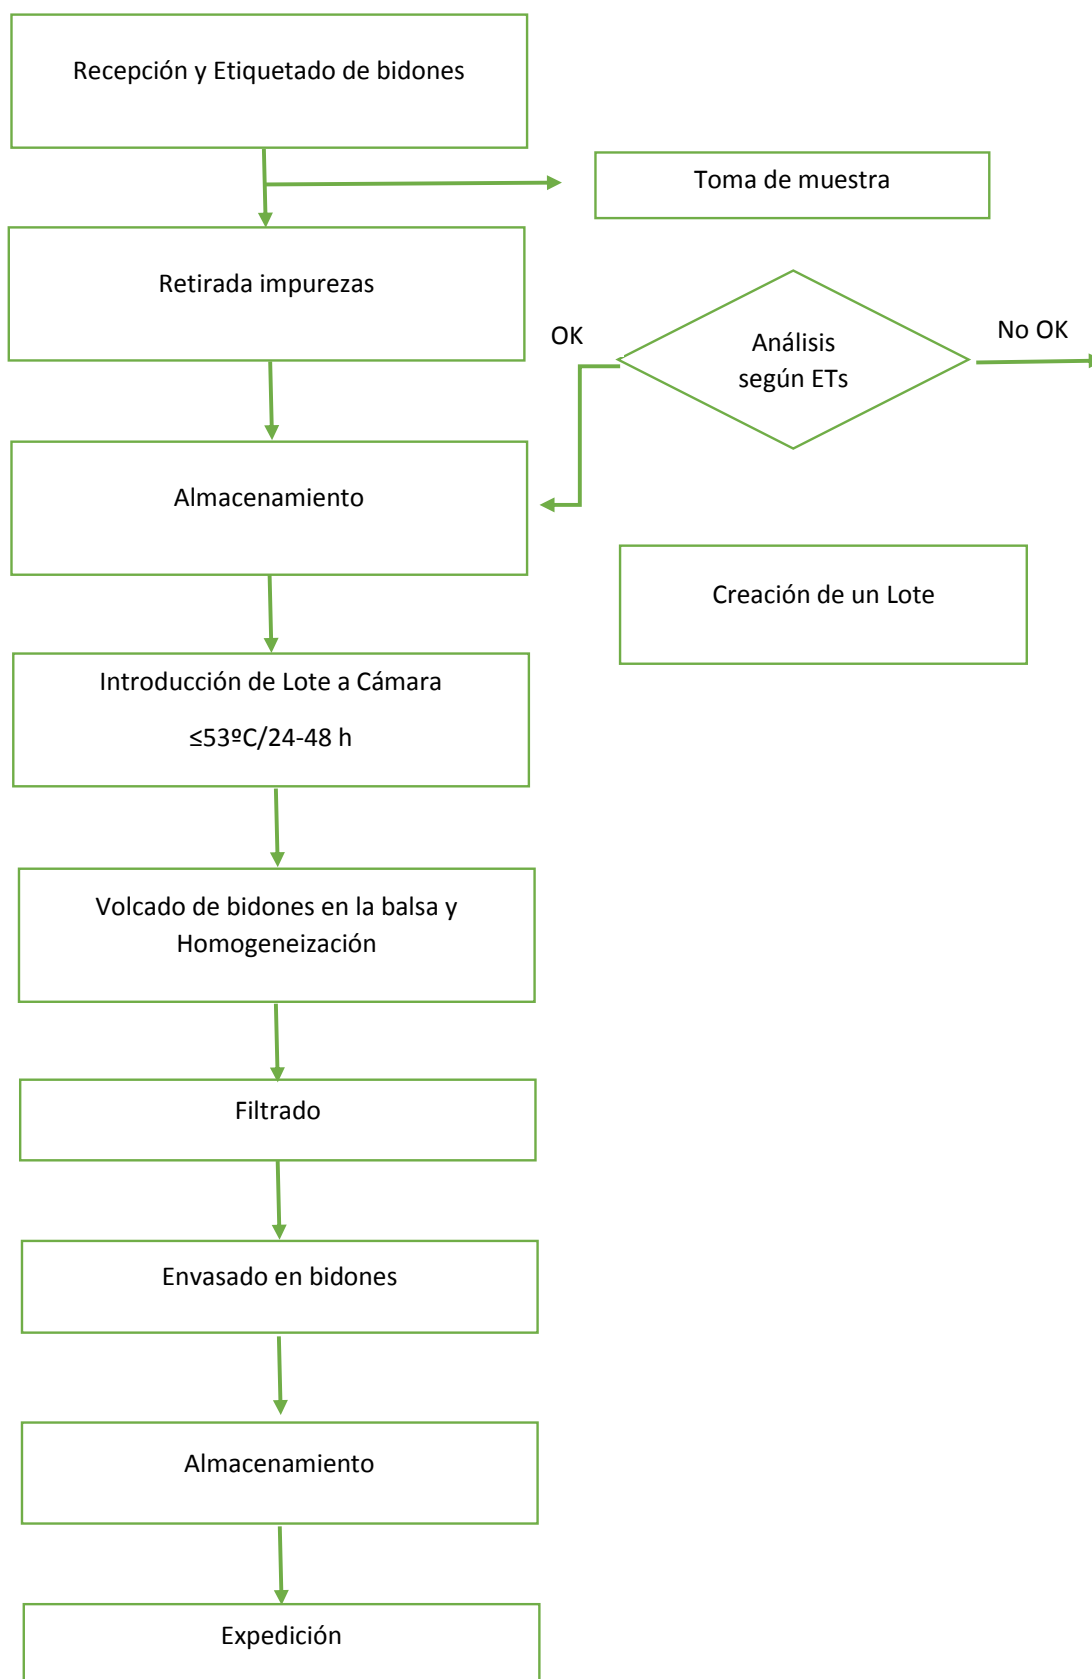 Recepción y Etiquetado de bidones
Toma de muestra
Retirada impurezas
OK
Análisis
según ETs
No OK
Almacenamiento
Creación de un Lote
Introducción de Lote a Cámara
≤53ºC/24-48 h
Volcado de bidones en la balsa y
Homogeneización
Filtrado
Envasado en bidones
Almacenamiento
Expedición